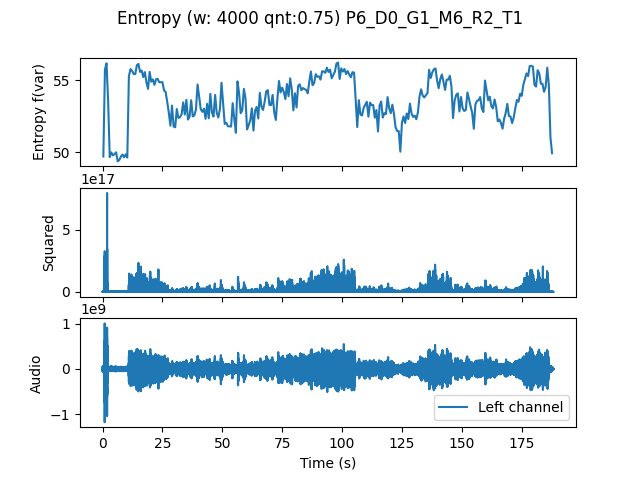 Entropy (w: 4000 qnt:0.75) P6_D0_G1_M6_R2_T1
Entropy f(var)
55
50
1e17
Squared
5
0
1e9
Audio
1
0
−1
Left channel
0 25 50 75 100 125 150 175
Time (s)